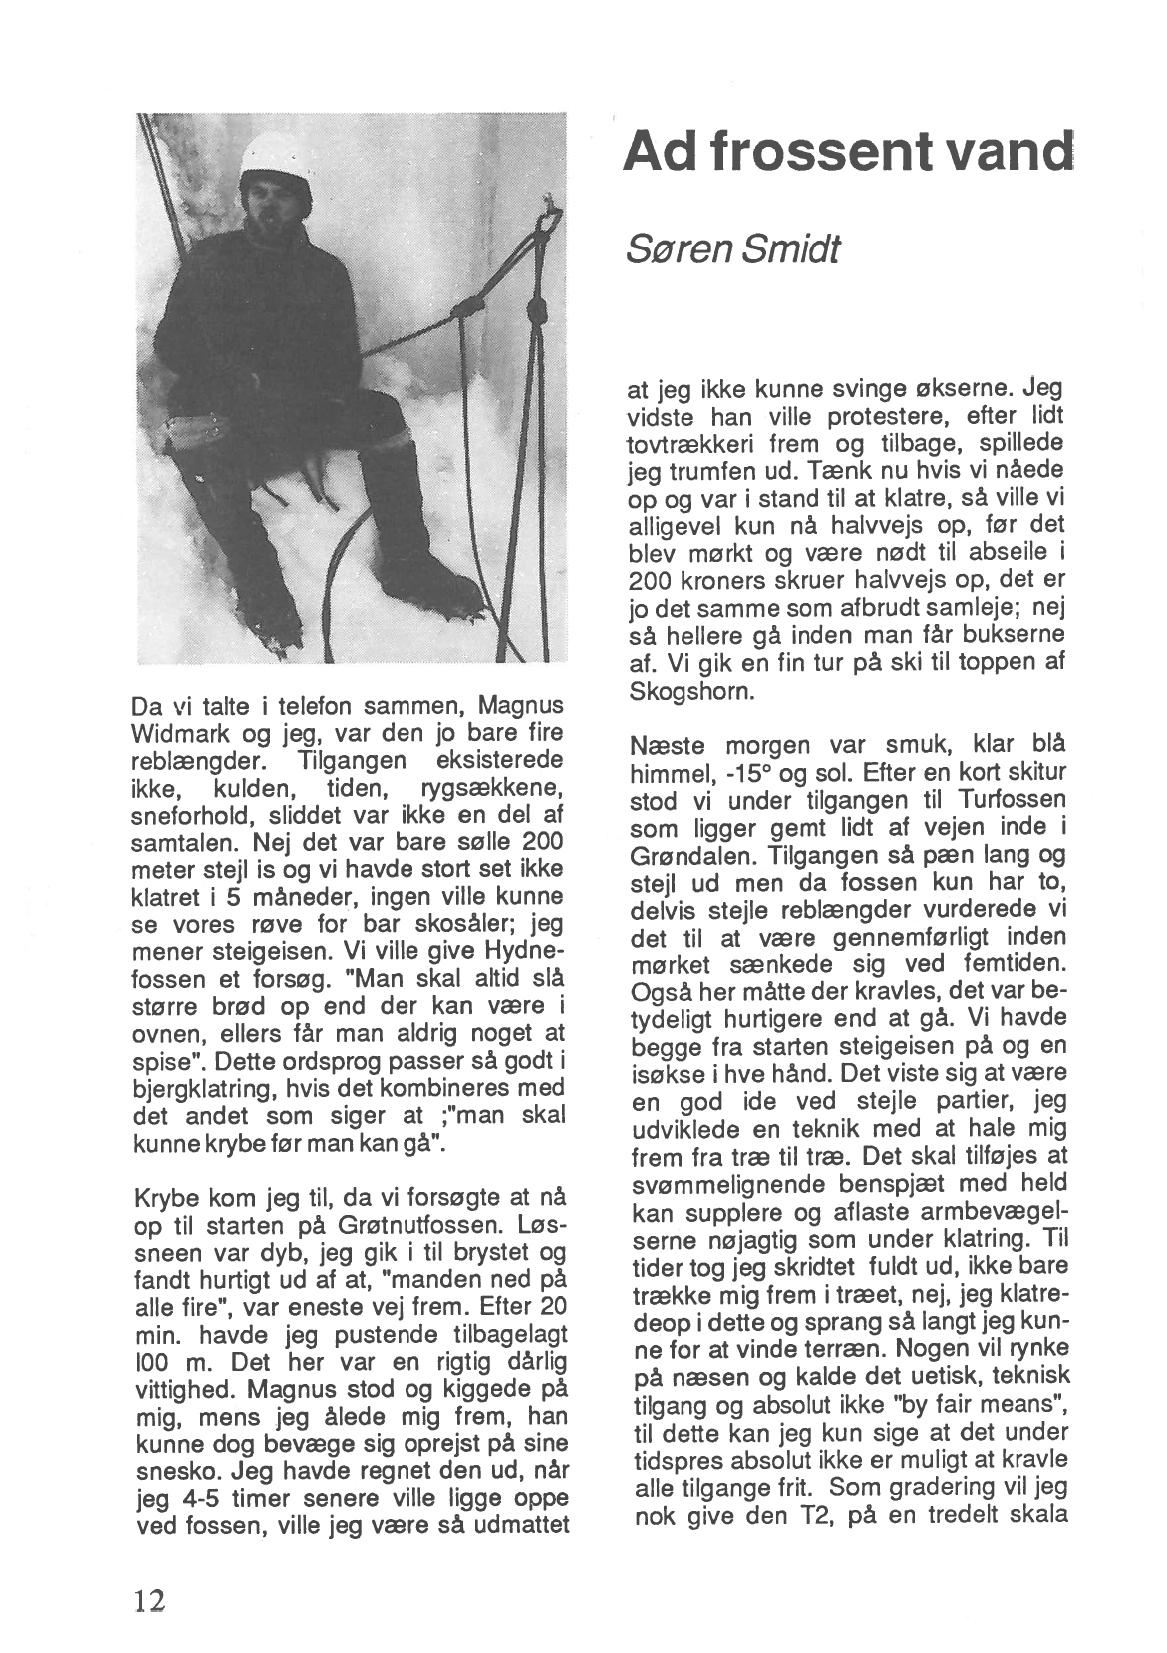 Ad frossent vand
Søren Smidt
Da vi talte i telefon sammen, Magnus
Widmark og jeg, var den jo bare fire
reblængder. Tilgangen eksisterede
ikke, kulden, tiden, rygsækkene,
sneforhold, sliddet var ikke en del af
samtalen. Nej det var bare sølle 200
meter stejl is og vi havde stort set ikke
klatret i 5 måneder, ingen ville kunne
se vores røve for bar skosåler; jeg
mener steigeisen. Vi ville give Hydne-
fossen et forsøg. "Man skal altid slå
større brød op end der kan være i
ovnen, ellers får man aldrig noget at
spise". Dette ordsprog passer så godt i
bjergklatring, hvis det kombineres med
det andet som siger at ;"man skal
kunne krybe før man kan gå".
Krybe kom jeg til, da vi forsøgte at nå
op til starten på Grøtnutfossen. Løs-
sneen var dyb, jeg gik i til brystet og
fandt hurtigt ud af at, "manden ned på
alle fire", var eneste vej frem. Efter 20
min. havde jeg pustende tilbagelagt
l00 m. Det her var en rigtig dårlig
vittighed. Magnus stod og kiggede på
mig, mens jeg ålede mig frem, han
kunne dog bevæge sig oprejst på sine
snesko. Jeg havde regnet den ud, når
jeg 4-5 timer senere ville ligge oppe
ved fossen, ville jeg være så udmattet
at jeg ikke kunne svinge økserne. Jeg
vidste han ville protestere, efter lidt
tovtrækkeri frem og tilbage, spillede
jeg trumfen ud. Tænk nu hvis vi nåede
op og var i stand til at klatre, så ville vi
alligevel kun nå halvvejs op, før det
blev mørkt og være nødt til abseile i
200 kroners skruer halvvejs op, det er
jo det samme som afbrudt samleje; nej
så hellere gå inden man får bukserne
af. Vi gik en fin tur på ski til toppen af
Skogshorn.
Næste morgen var smuk, klar blå
himmel, -15° og sol. Efter en kort skitur
stod vi under tilgangen til Turfossen
som ligger gemt lidt af vejen inde i
Grøndalen. Tilgangen så pæn lang og
stejl ud men da fossen kun har to,
delvis stejle reblængder vurderede vi
det til at være gennemførligt inden
mørket sænkede sig ved femtiden.
Også her måtte der kravles, det var be-
tydeligt hurtigere end at gå. Vi havde
begge fra starten steigeisen på og en
isøkse i hve hånd. Det viste sig at være
en god ide ved stejle partier, jeg
udviklede en teknik med at hale mig
frem fra træ til træ. Det skal tilføjes at
svømmelignende benspjæt med held
kan supplere og aflaste armbevægel-
serne nøjagtig som under klatring. Til
tider tog jeg skridtet fuldt ud, ikke bare
trække mig frem i træet, nej, jeg klatre-
deop i dette og sprang så langt jeg kun-
ne for at vinde terræn. Nogen vil rynke
på næsen og kalde det uetisk, teknisk
tilgang og absolut ikke "by fair means",
til dette kan jeg kun sige at det under
tidspres absolut ikke er muligt at kravle
alle tilgange frit. Som gradering vil jeg
nok give den T2, på en tredelt skala
12